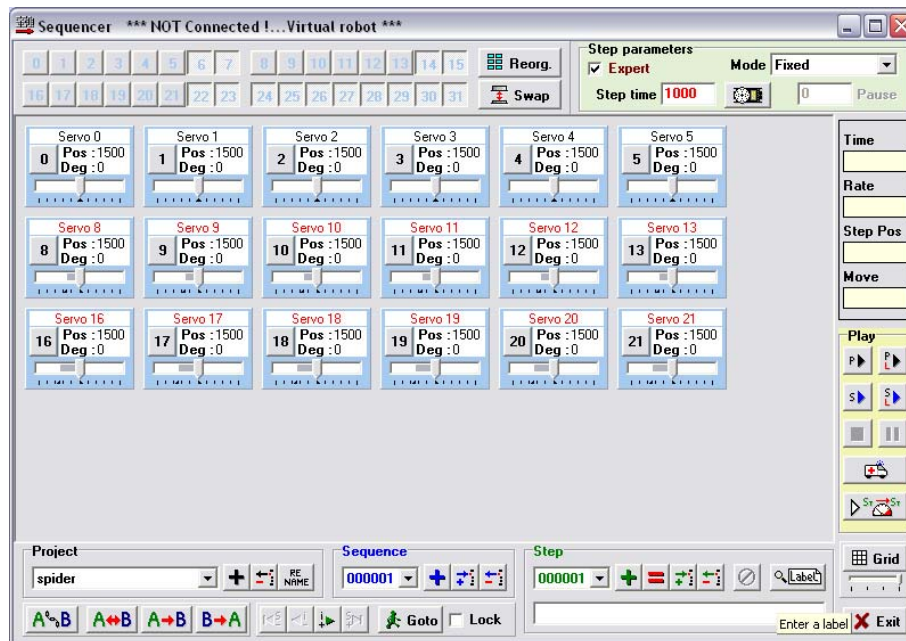 Sequencer *** NOT Connected !...Virtual robot ***
0 1 2 3 4 5 6 7 8 9 10 11 12 13 14 15 Reorg.
16 17 18 19 20 21 22 23 24 25 26 27 28 29 30 31 Swap
Step parameters
Expert Mode Fixed
Step time 1000 0 Pause
Servo 0 Servo 1 Servo 2 Servo 3 Servo 4 Servo 5
0 Pos :1500 1 Pos :1500 2 Pos :1500 3 Pos :1500 4 Pos :1500 5 Pos :1500
Deg :0 Deg :0 Deg :0 Deg :0 Deg :0 Deg :0
Servo 8 Servo 9 Servo 10 Servo 11 Servo 12 Servo 13
8 Pos :1500 9 Pos :1500 10 Pos :1500 11 Pos :1500 12 Pos :1500 13 Pos :1500
Deg :0 Deg :0 Deg :0 Deg :0 Deg :0 Deg :0
Servo 16 Servo 17 Servo 18 Servo 19 Servo 20 Servo 21
16 Pos :1500 17 Pos :1500 18 Pos :1500 19 Pos :1500 20 Pos :1500 21 Pos :1500
Deg :0 Deg :0 Deg :0 Deg :0 Deg :0 Deg :0
Time
Rate
Step Pos
Move
Play
P P L
S S L
Project
spider RE NAME
Sequence
000001
Step
000001 Label
Grid
A B A B A B B A Goto Lock
Enter a label Exit